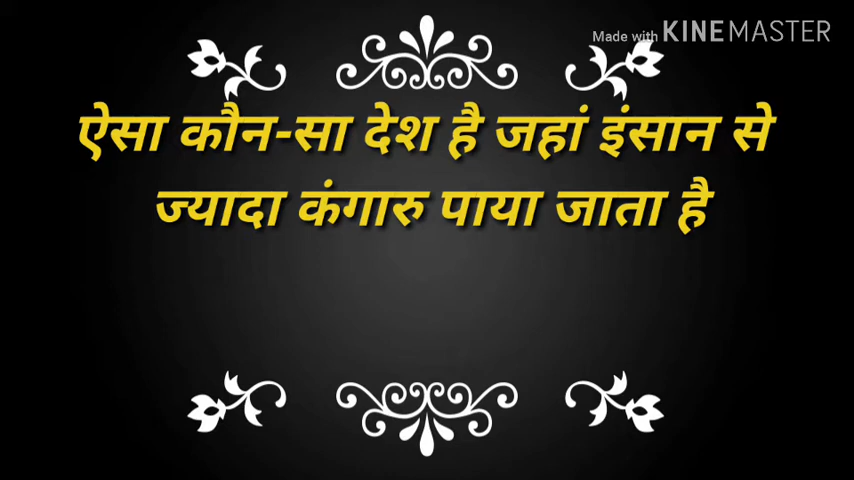 Made with KINEMASTER
ऐसा कौन-सा देश है जहां इंसान से
ज्यादा कंगारु पाया जाता है